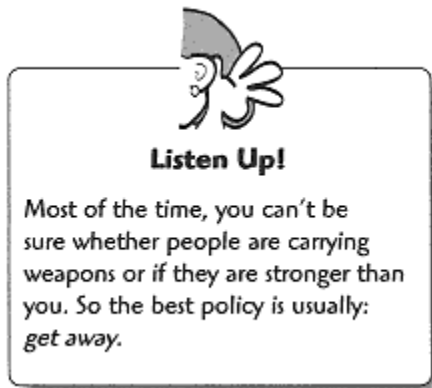 Listen Up!
Most of the time, you can't be
sure whether people are carrying
weapons or if they are stronger than
you. So the best policy is usually:
get away.